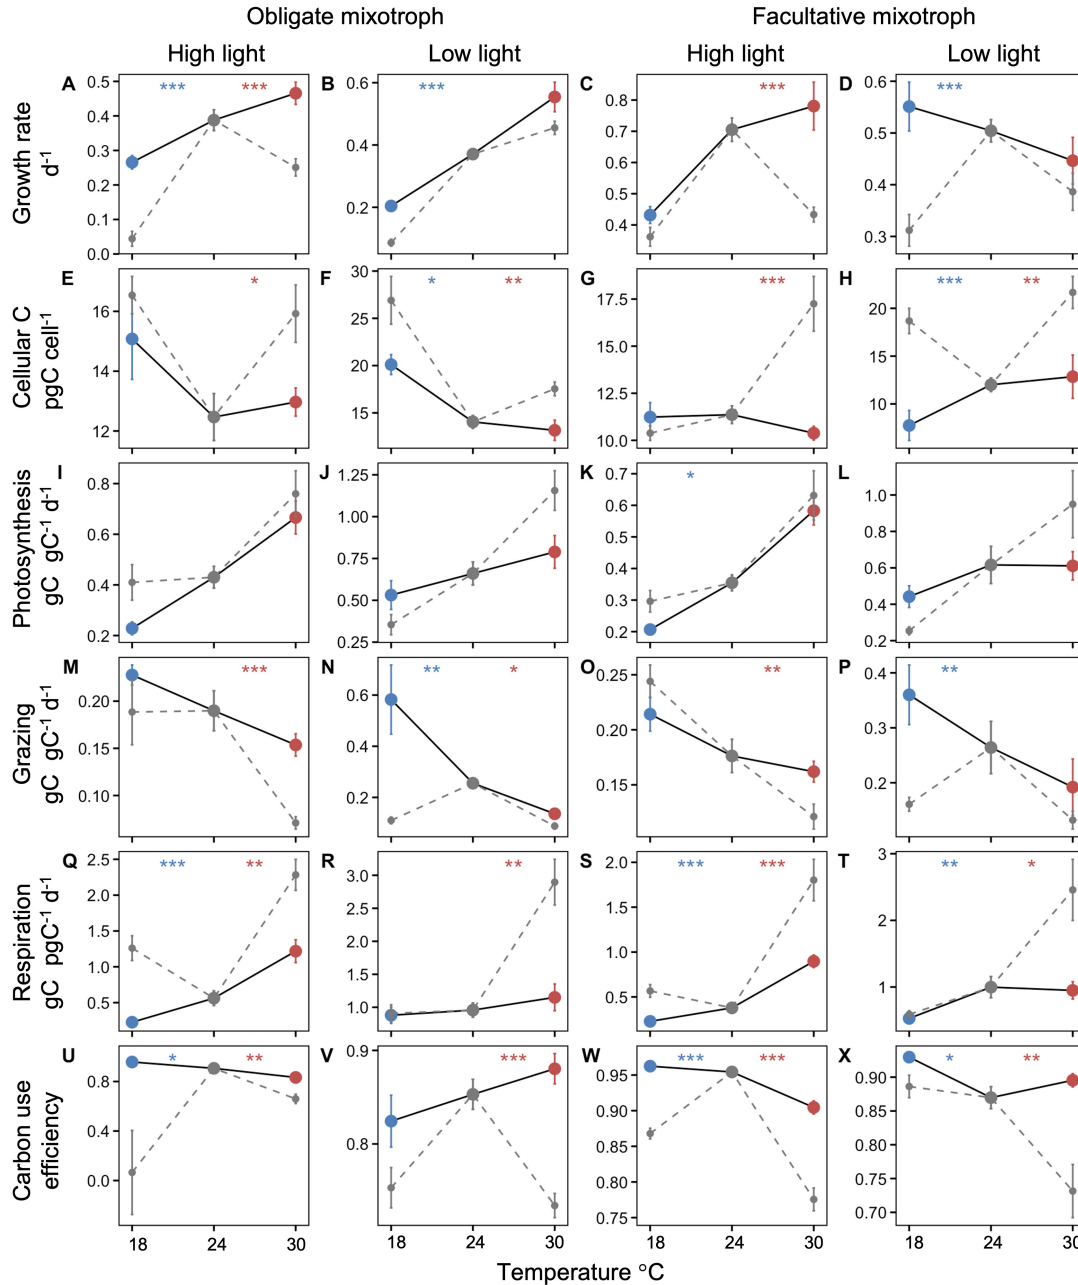 Obligate mixotroph Facultative mixotroph
High light Low light High light Low light
Growth rate
d-1
A *** *** 0.5 0.4 0.3 0.2 0.1 0.0
B *** 0.6 0.4 0.2
C *** 0.8 0.7 0.6 0.5 0.4
D *** 0.6 0.5 0.4 0.3
Cellular C
pgC cell-1
E * 16 14 12
F * ** 30 25 20 15
G *** 17.5 15.0 12.5 10.0
H *** ** 20 15 10
Photosynthesis
gC gC-1 d-1
I 0.8 0.6 0.4 0.2
J 1.25 1.00 0.75 0.50 0.25
K * 0.7 0.6 0.5 0.4 0.3 0.2
L 1.0 0.8 0.6 0.4 0.2
Grazing
gC gC-1 d-1
M *** 0.20 0.15 0.10
N ** * 0.6 0.4 0.2
O ** 0.25 0.20 0.15
P ** 0.4 0.3 0.2
Respiration
gC pgC-1 d-1
Q *** ** 2.5 2.0 1.5 1.0 0.5
R ** 3.0 2.5 2.0 1.5 1.0
S *** *** 2.0 1.5 1.0 0.5
T ** * 3 2 1
Carbon use
efficiency
U * ** 0.8 0.4 0.0
V *** 0.9 0.8
W *** *** 0.95 0.90 0.85 0.80 0.75
X * ** 0.90 0.85 0.80 0.75 0.70
18 24 30 18 24 30 18 24 30 18 24 30
Temperature °C